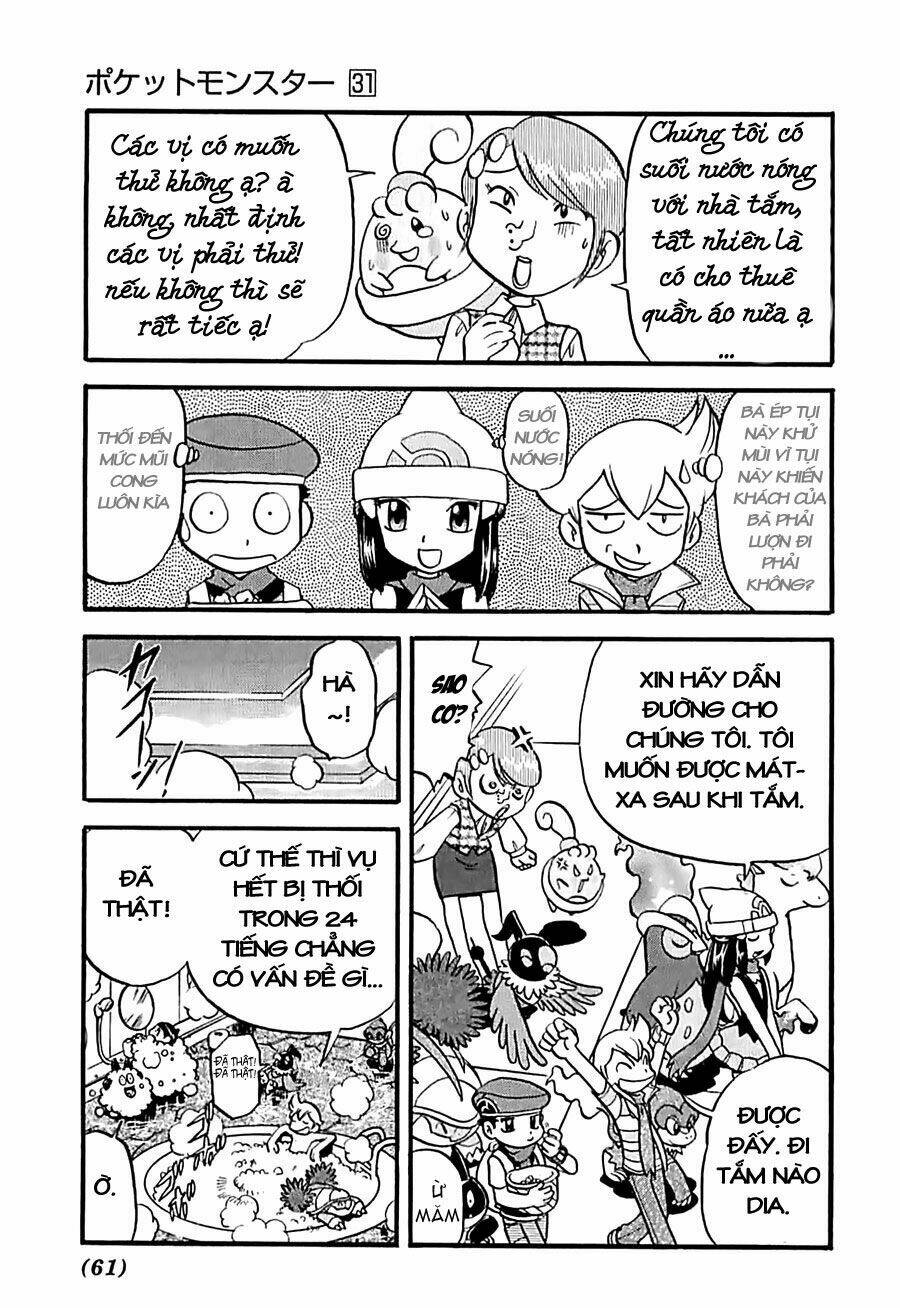 ポケットモンスター 31
Chúng tôi có
suối nước nóng
với nhà tắm,
tất nhiên là
có cho thuê
quần áo nữa ạ
...
Các vị có muốn
thử không ạ? à
không, nhất định
các vị phải thử!
nếu không thì sẽ
rất tiếc ạ!
BÀ ÉP TỤI
NÀY KHỬ
MÙI VÌ TỤI
NÀY KHIẾN
KHÁCH CỦA
BÀ PHẢI
LƯỢN ĐI
PHẢI
KHÔNG?
SUỐI
NƯỚC
NÓNG!
THỐI ĐẾN
MỨC MŨI
CONG
LUÔN KÌA
XIN HÃY DẪN
ĐƯỜNG CHO
CHÚNG TÔI. TÔI
MUỐN ĐƯỢC MÁT-
XA SAU KHI TẮM.
SAO
CƠ?
ĐƯỢC
ĐẤY. ĐI
TẮM NÀO
DIA.
Ừ
MĂM
HÀ
~!
CỨ THẾ THÌ VỤ
HẾT BỊ THỐI
TRONG 24
TIẾNG CHẲNG
CÓ VẤN ĐỀ GÌ...
ĐÃ
THẬT!
ĐÃ THẬT!
ĐÃ THẬT!
Ờ.
(61)